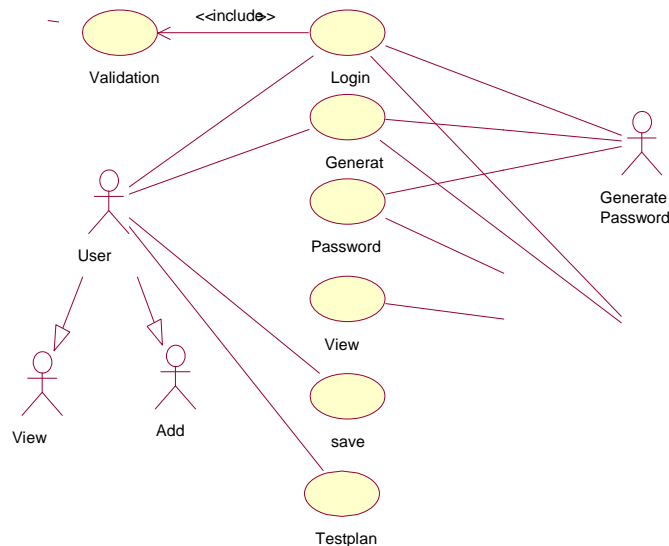 <<include>>
Validation
Login
Generat
Generate
Password
Password
User
View
View
Add
save
Testplan